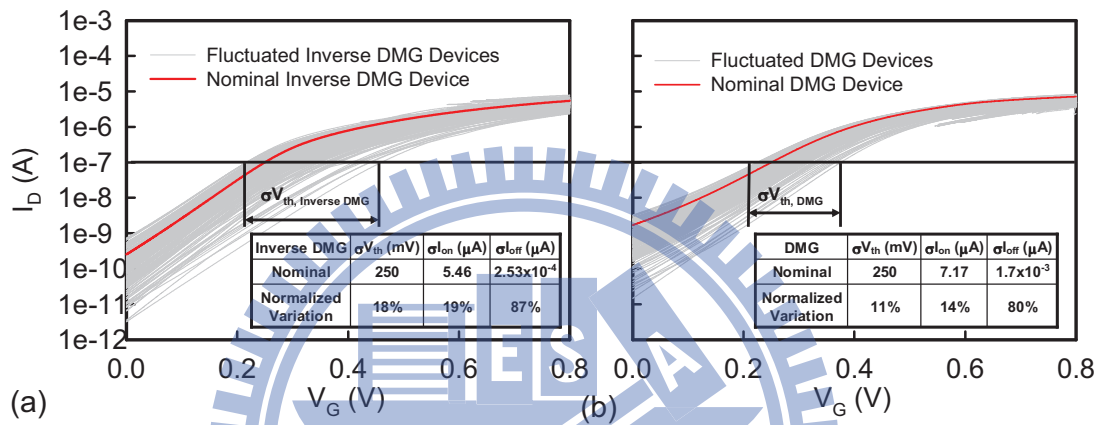 1e-3
1e-4
1e-5
1e-6
1e-7
1e-8
1e-9
1e-10
1e-11
1e-12
I_D (A)
Fluctuated Inverse DMG Devices
Nominal Inverse DMG Device
σV_th, Inverse DMG
Inverse DMG σV_th (mV) σI_on (μA) σI_off (μA)
Nominal 250 5.46 2.53x10^-4
Normalized Variation 18% 19% 87%
0.0 0.2 0.4 0.6 0.8
V_G (V)
(a)
Fluctuated DMG Devices
Nominal DMG Device
σV_th, DMG
DMG σV_th (mV) σI_on (μA) σI_off (μA)
Nominal 250 7.17 1.7x10^-3
Normalized Variation 11% 14% 80%
0.0 0.2 0.4 0.6 0.8
V_G (V)
(b)
ESA